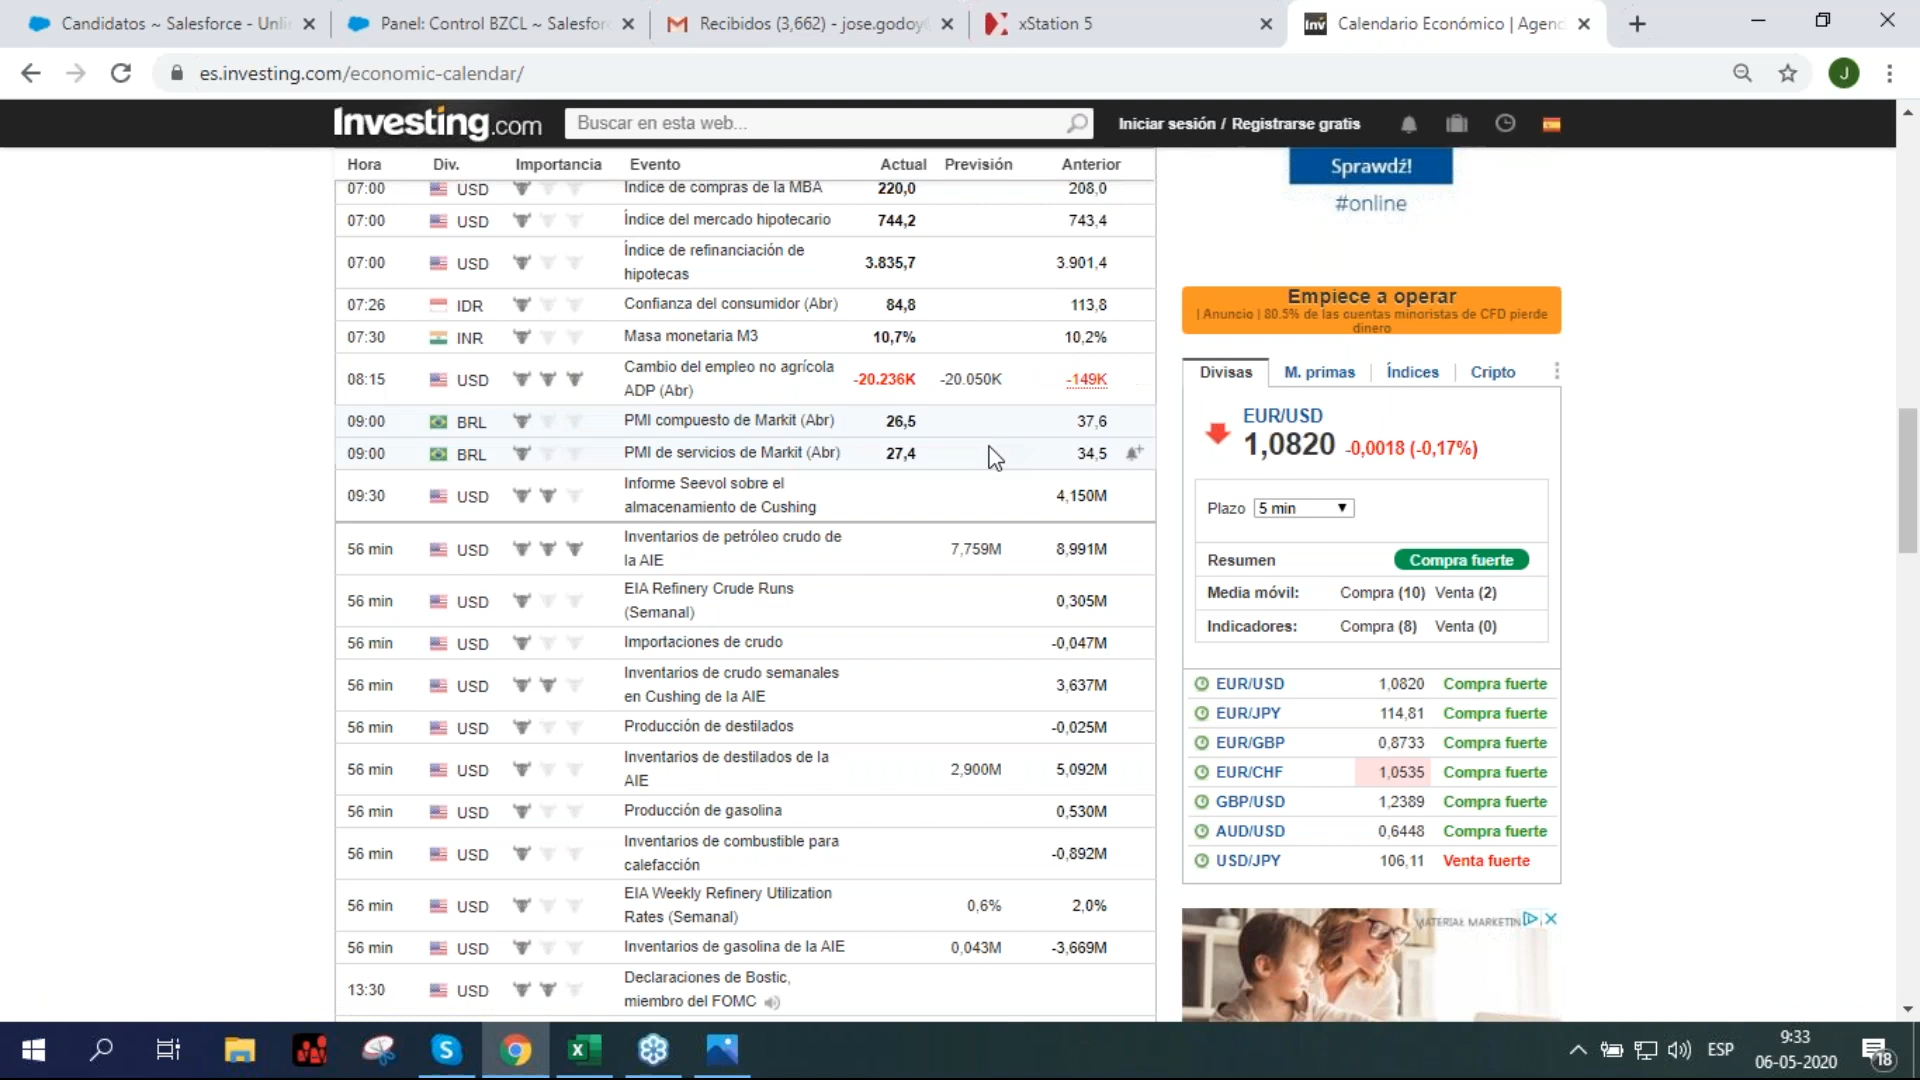 Candidatos ~ Salesforce - Unli
Panel: Control BZCL ~ Salesfor
Recibidos (3,662) - jose.godoy
xStation 5
Calendario Económico | Agenc
es.investing.com/economic-calendar/
J
Investing.com
Buscar en esta web...
Iniciar sesión / Registrarse gratis
Hora Div. Importancia Evento Actual Previsión Anterior
07:00 USD Índice de compras de la MBA 220,0 208,0
07:00 USD Índice del mercado hipotecario 744,2 743,4
07:00 USD Índice de refinanciación de
hipotecas 3.835,7 3.901,4
07:26 IDR Confianza del consumidor (Abr) 84,8 113,8
07:30 INR Masa monetaria M3 10,7% 10,2%
08:15 USD Cambio del empleo no agrícola
ADP (Abr) -20.236K -20.050K -149K
09:00 BRL PMI compuesto de Markit (Abr) 26,5 37,6
09:00 BRL PMI de servicios de Markit (Abr) 27,4 34,5
09:30 USD Informe Seevol sobre el
almacenamiento de Cushing 4,150M
56 min USD Inventarios de petróleo crudo de
la AIE 7,759M 8,991M
56 min USD EIA Refinery Crude Runs
(Semanal) 0,305M
56 min USD Importaciones de crudo -0,047M
56 min USD Inventarios de crudo semanales
en Cushing de la AIE 3,637M
56 min USD Producción de destilados -0,025M
56 min USD Inventarios de destilados de la
AIE 2,900M 5,092M
56 min USD Producción de gasolina 0,530M
56 min USD Inventarios de combustible para
calefacción -0,892M
56 min USD EIA Weekly Refinery Utilization
Rates (Semanal) 0,6% 2,0%
56 min USD Inventarios de gasolina de la AIE 0,043M -3,669M
13:30 USD Declaraciones de Bostic,
miembro del FOMC
Sprawdź!
#online
Empiece a operar
| Anuncio | 80.5% de las cuentas minoristas de CFD pierde
dinero
Divisas M. primas Índices Cripto
EUR/USD
1,0820 -0,0018 (-0,17%)
Plazo 5 min
Resumen Compra fuerte
Media móvil: Compra (10) Venta (2)
Indicadores: Compra (8) Venta (0)
EUR/USD 1,0820 Compra fuerte
EUR/JPY 114,81 Compra fuerte
EUR/GBP 0,8733 Compra fuerte
EUR/CHF 1,0535 Compra fuerte
GBP/USD 1,2389 Compra fuerte
AUD/USD 0,6448 Compra fuerte
USD/JPY 106,11 Venta fuerte
MATERIAŁ MARKETIN
ESP
9:33
06-05-2020
18